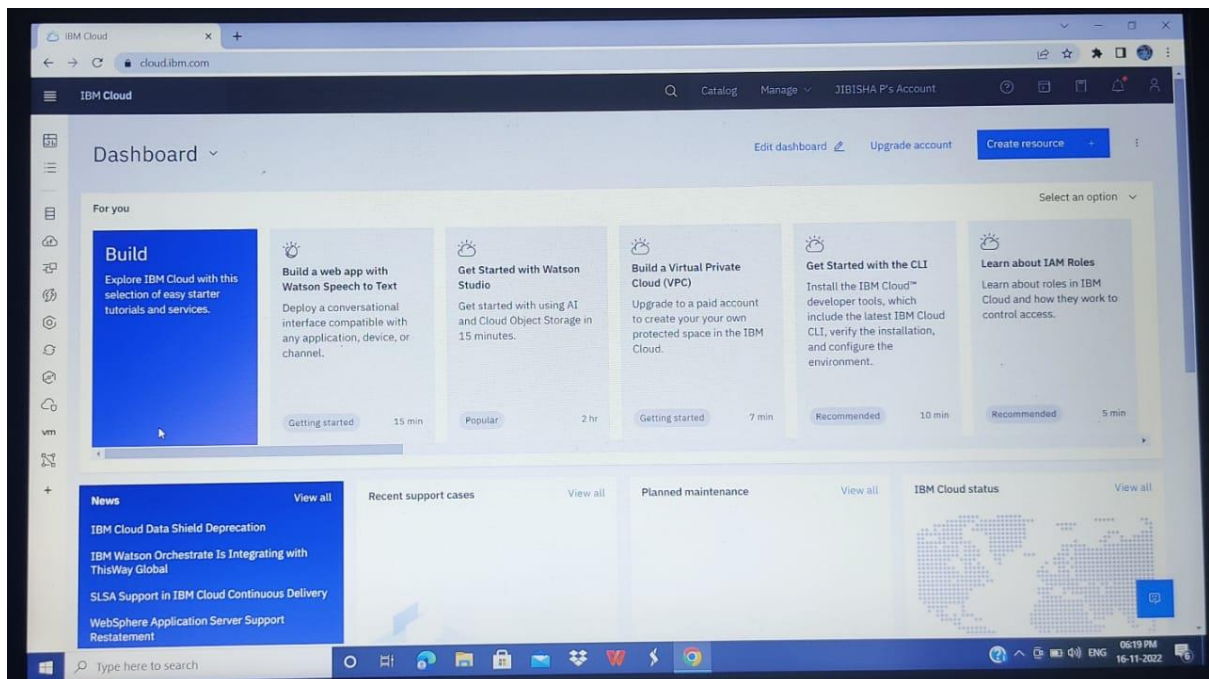 IBM Cloud
cloud.ibm.com
IBM Cloud
Catalog Manage JIBISHA P's Account
Dashboard
Edit dashboard Upgrade account Create resource +
For you
Select an option
Build
Explore IBM Cloud with this
selection of easy starter
tutorials and services.
Build a web app with
Watson Speech to Text
Deploy a conversational
interface compatible with
any application, device, or
channel.
Getting started 15 min
Get Started with Watson
Studio
Get started with using AI
and Cloud Object Storage in
15 minutes.
Popular 2 hr
Build a Virtual Private
Cloud (VPC)
Upgrade to a paid account
to create your your own
protected space in the IBM
Cloud.
Getting started 7 min
Get Started with the CLI
Install the IBM Cloud™
developer tools, which
include the latest IBM Cloud
CLI, verify the installation,
and configure the
environment.
Recommended 10 min
Learn about IAM Roles
Learn about roles in IBM
Cloud and how they work to
control access.
Recommended 5 min
vm
News View all
IBM Cloud Data Shield Deprecation
IBM Watson Orchestrate Is Integrating with
ThisWay Global
SLSA Support in IBM Cloud Continuous Delivery
WebSphere Application Server Support
Restatement
Recent support cases View all
Planned maintenance View all
IBM Cloud status View all
Type here to search
ENG
06:19 PM
16-11-2022
6